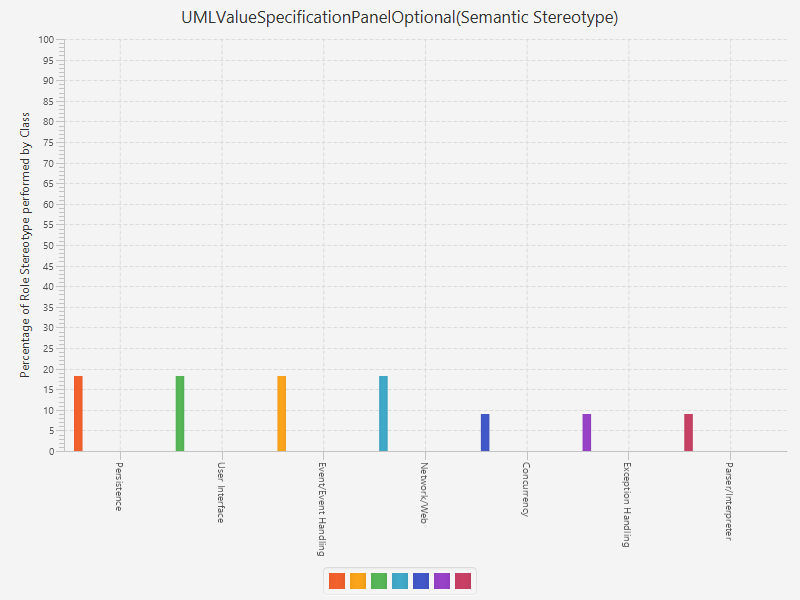 UMLValueSpecificationPanelOptional(Semantic Stereotype)
Percentage of Role Stereotype performed by Class
100
95
90
85
80
75
70
65
60
55
50
45
40
35
30
25
20
15
10
5
0
Persistence
User Interface
Event/Event Handling
Network/Web
Concurrency
Exception Handling
Parser/Interpreter